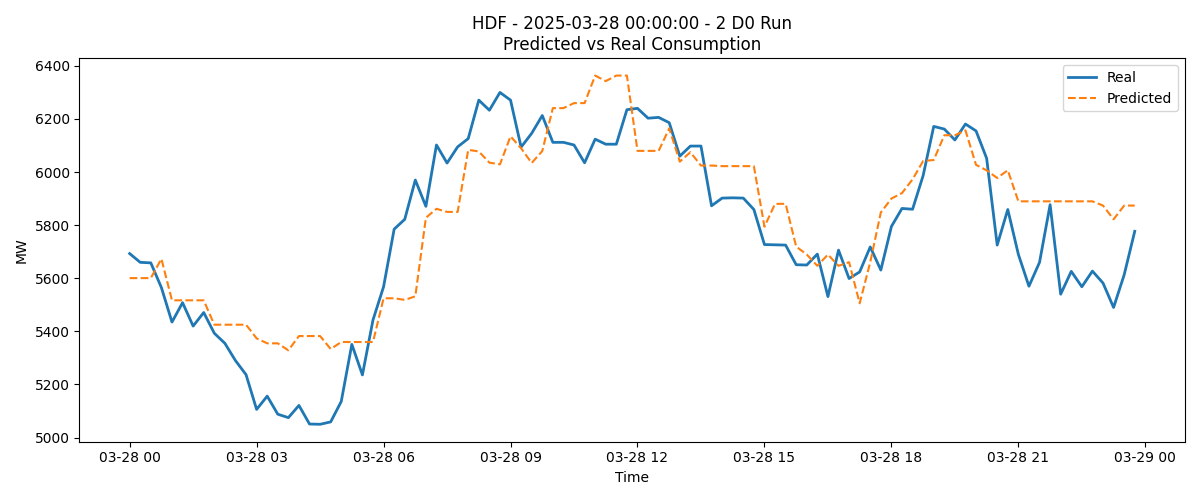 HDF - 2025-03-28 00:00:00 - 2 D0 Run
Predicted vs Real Consumption
Real
Predicted
MW
6400
6200
6000
5800
5600
5400
5200
5000
03-28 00
03-28 03
03-28 06
03-28 09
03-28 12
03-28 15
03-28 18
03-28 21
03-29 00
Time